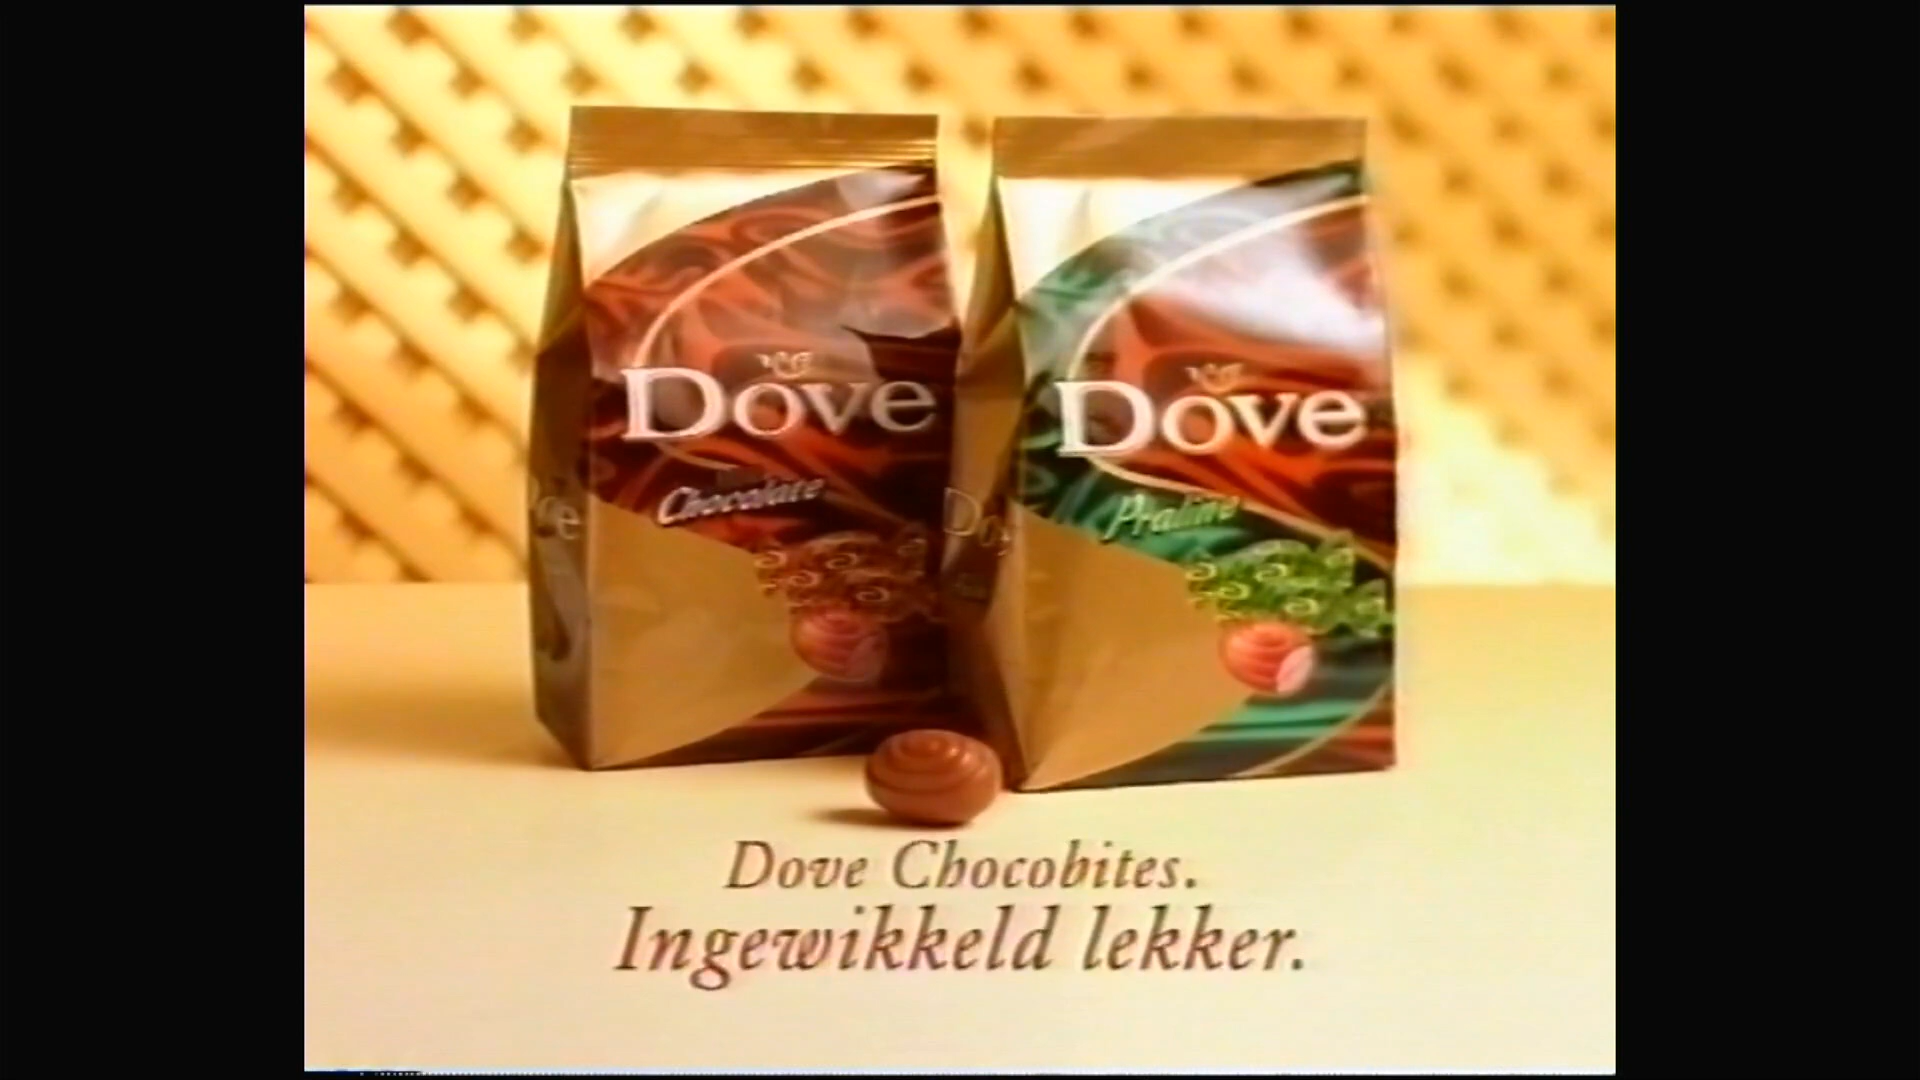 Dove
Chocolate
Dove
Praline
Dove Chocobites.
Ingewikkeld lekker.